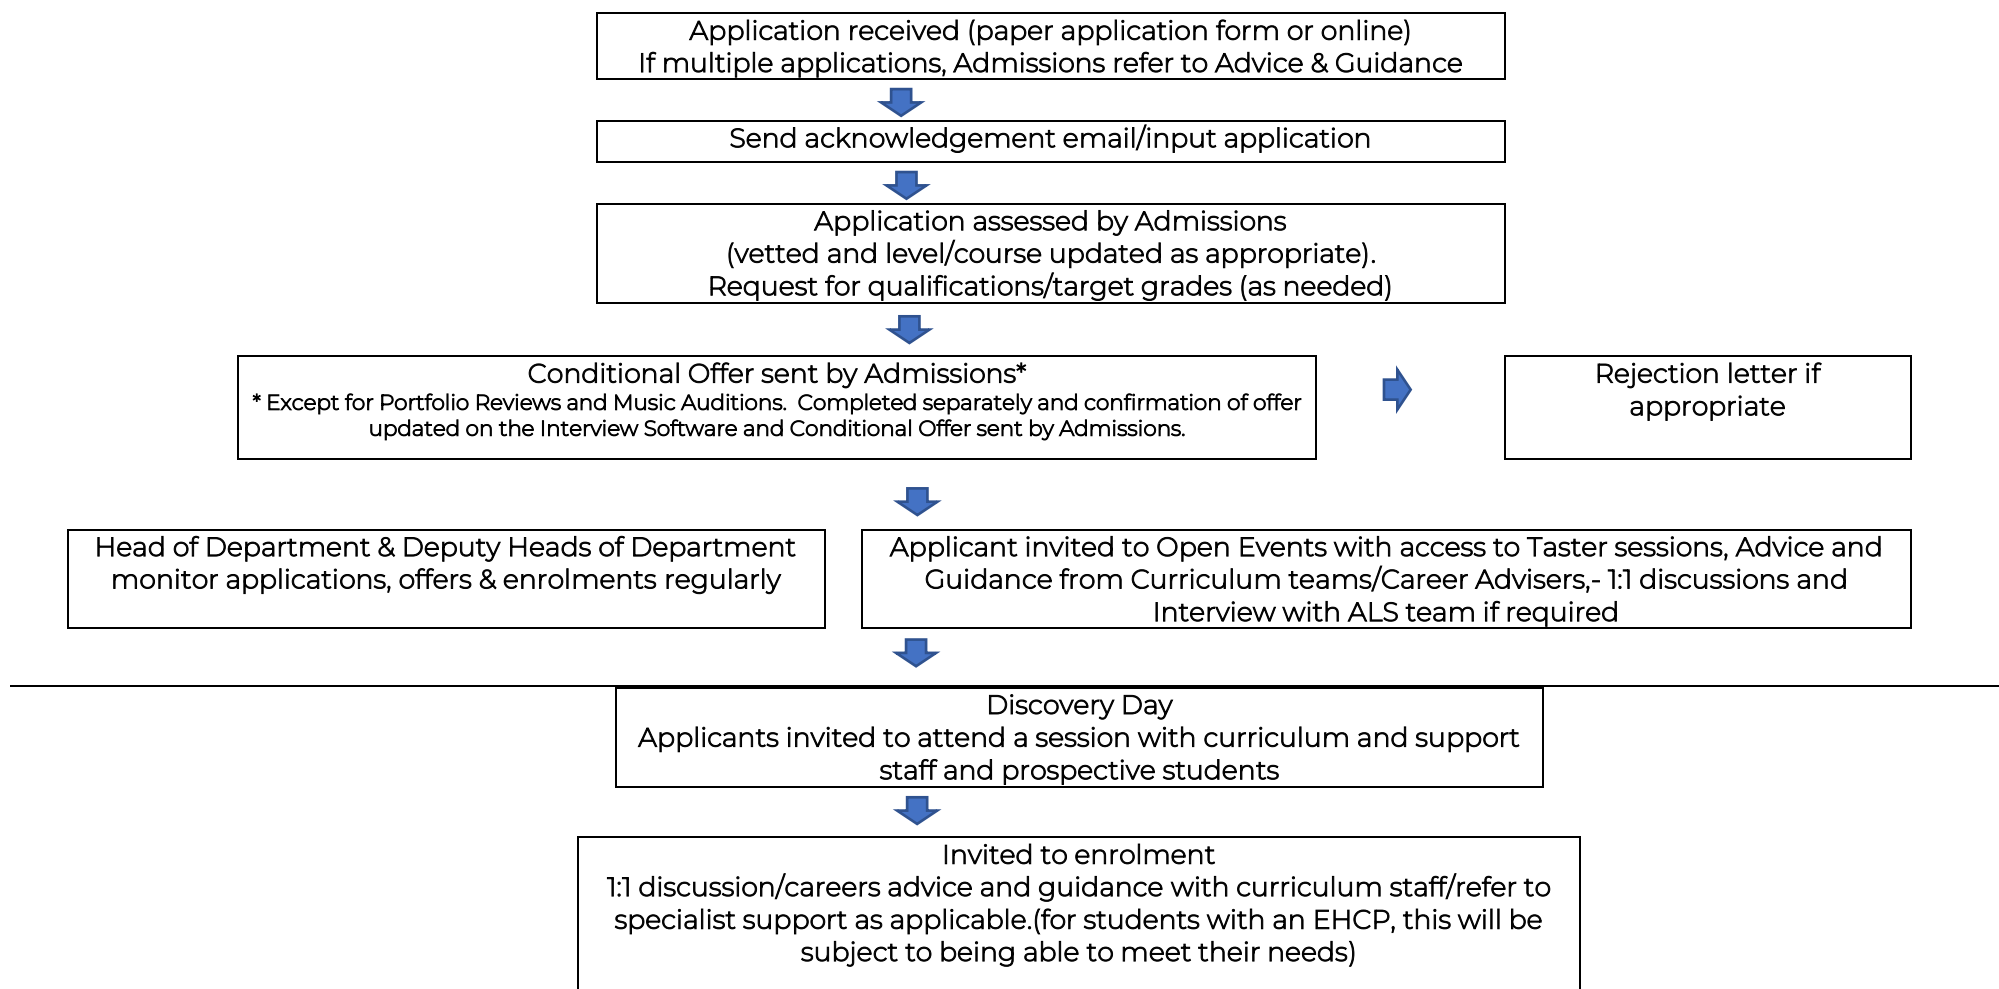 Application received (paper application form or online)
If multiple applications, Admissions refer to Advice & Guidance
Send acknowledgement email/input application
Application assessed by Admissions
(vetted and level/course updated as appropriate).
Request for qualifications/target grades (as needed)
Conditional Offer sent by Admissions*
* Except for Portfolio Reviews and Music Auditions.  Completed separately and confirmation of offer
updated on the Interview Software and Conditional Offer sent by Admissions.
Rejection letter if
appropriate
Head of Department & Deputy Heads of Department
monitor applications, offers & enrolments regularly
Applicant invited to Open Events with access to Taster sessions, Advice and
Guidance from Curriculum teams/Career Advisers,- 1:1 discussions and
Interview with ALS team if required
Discovery Day
Applicants invited to attend a session with curriculum and support
staff and prospective students
Invited to enrolment
1:1 discussion/careers advice and guidance with curriculum staff/refer to
specialist support as applicable.(for students with an EHCP, this will be
subject to being able to meet their needs)